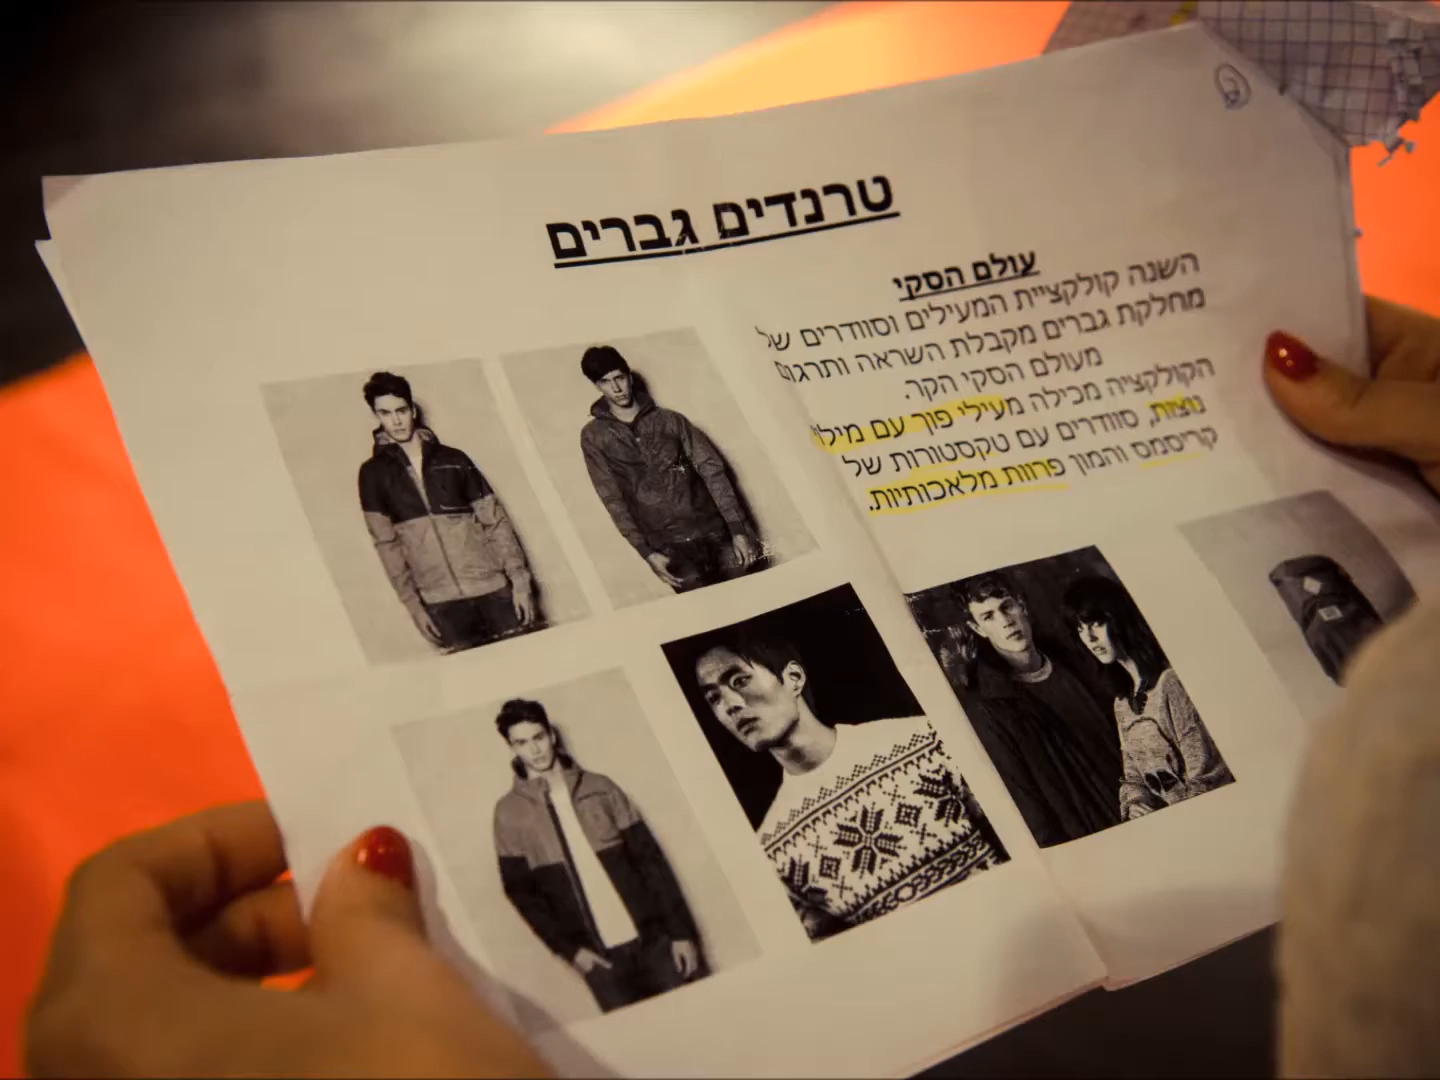 טרנדים גברים
עולם הסקי
השנה קולקציית המעילים וסוודרים של
מחלקת גברים מקבלת השראה ותרגום
מעולם הסקי הקר.
הקולקציה מכילה מעילי פוך עם מילוי
נוצות, סוודרים עם טקסטורות של
קריסמס והמון פרוות מלאכותיות.